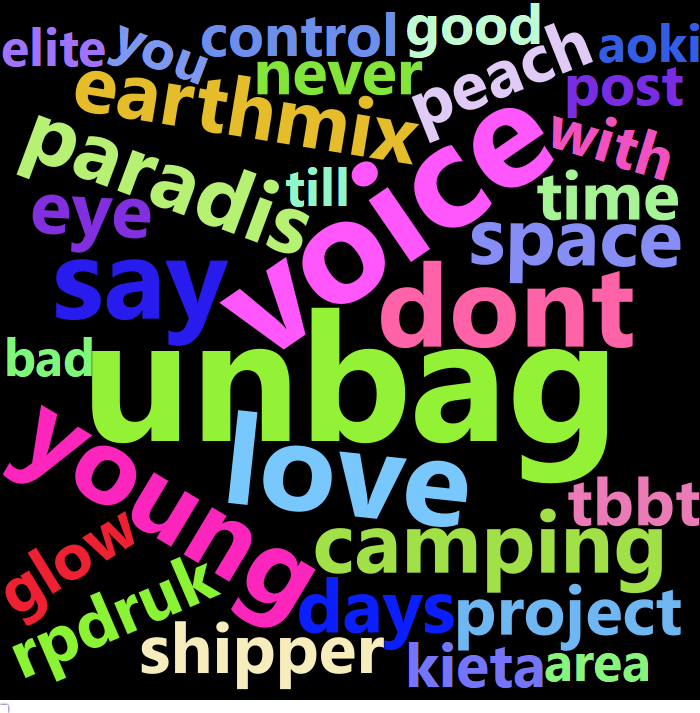 elite
you
control
good
aoki
never
peach
post
earthmix
with
paradis
voice
till
time
eye
space
say
dont
unbag
bad
love
young
tbbt
camping
glow
rpdruk
days
project
shipper
kieta
area